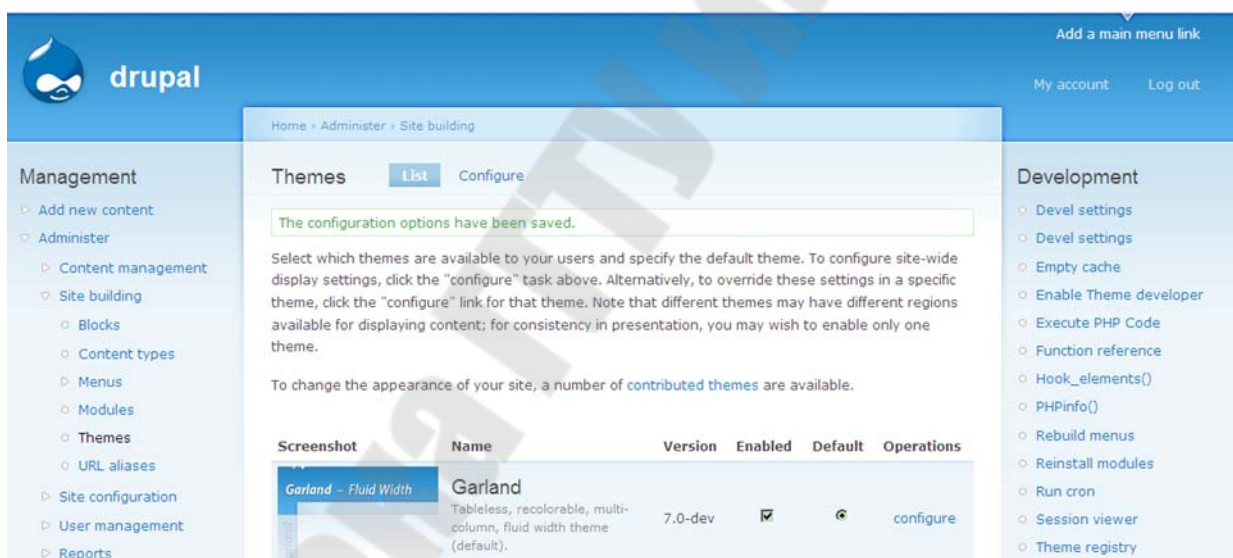 Add a main menu link
drupal
My account Log out
Home › Administer › Site building
Management
Add new content
Administer
Content management
Site building
Blocks
Content types
Menus
Modules
Themes
URL aliases
Site configuration
User management
Reports
Themes List Configure
The configuration options have been saved.
Select which themes are available to your users and specify the default theme. To configure site-wide
display settings, click the "configure" task above. Alternatively, to override these settings in a specific
theme, click the "configure" link for that theme. Note that different themes may have different regions
available for displaying content; for consistency in presentation, you may wish to enable only one
theme.
To change the appearance of your site, a number of contributed themes are available.
Screenshot Name Version Enabled Default Operations
Garland – Fluid Width
Garland
Tableless, recolorable, multi-
column, fluid width theme
(default).
7.0-dev configure
Development
Devel settings
Devel settings
Empty cache
Enable Theme developer
Execute PHP Code
Function reference
Hook_elements()
PHPinfo()
Rebuild menus
Reinstall modules
Run cron
Session viewer
Theme registry